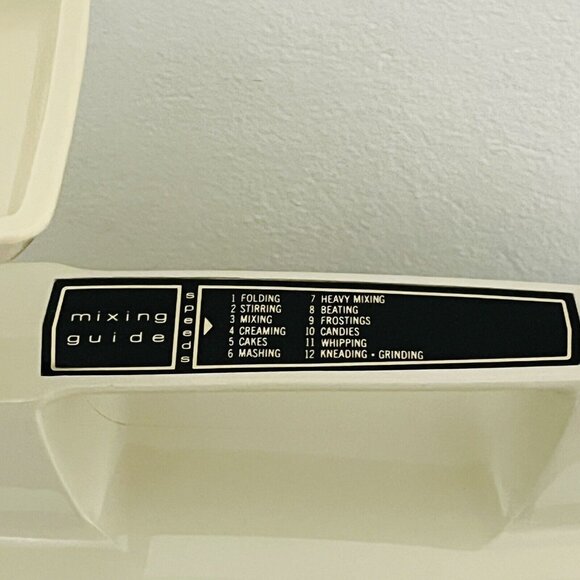 mixing
guide
speeds
1 FOLDING
2 STIRRING
3 MIXING
4 CREAMING
5 CAKES
6 MASHING
7 HEAVY MIXING
8 BEATING
9 FROSTINGS
10 CANDIES
11 WHIPPING
12 KNEADING • GRINDING